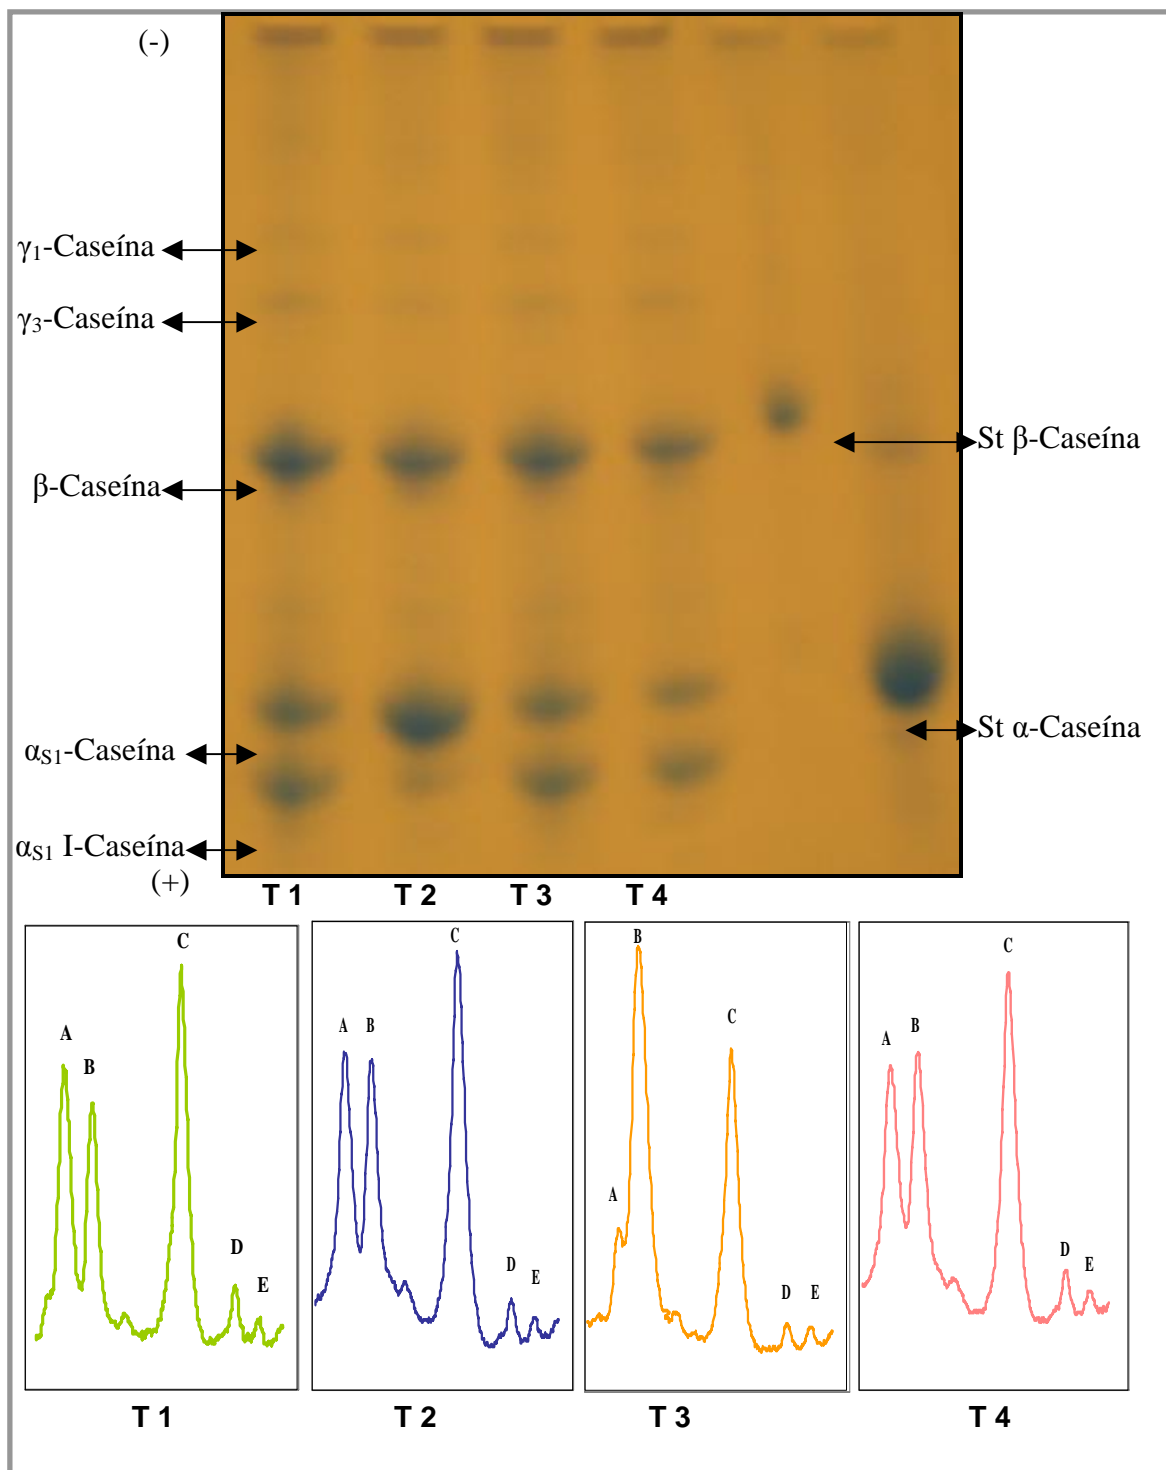 (-)
γ1-Caseína
γ3-Caseína
St β-Caseína
β-Caseína
St α-Caseína
αS1-Caseína
αS1 I-Caseína
(+)
T 1 T 2 T 3 T 4
A B C D E
A B C D E
A B C D E
A B C D E
T 1 T 2 T 3 T 4